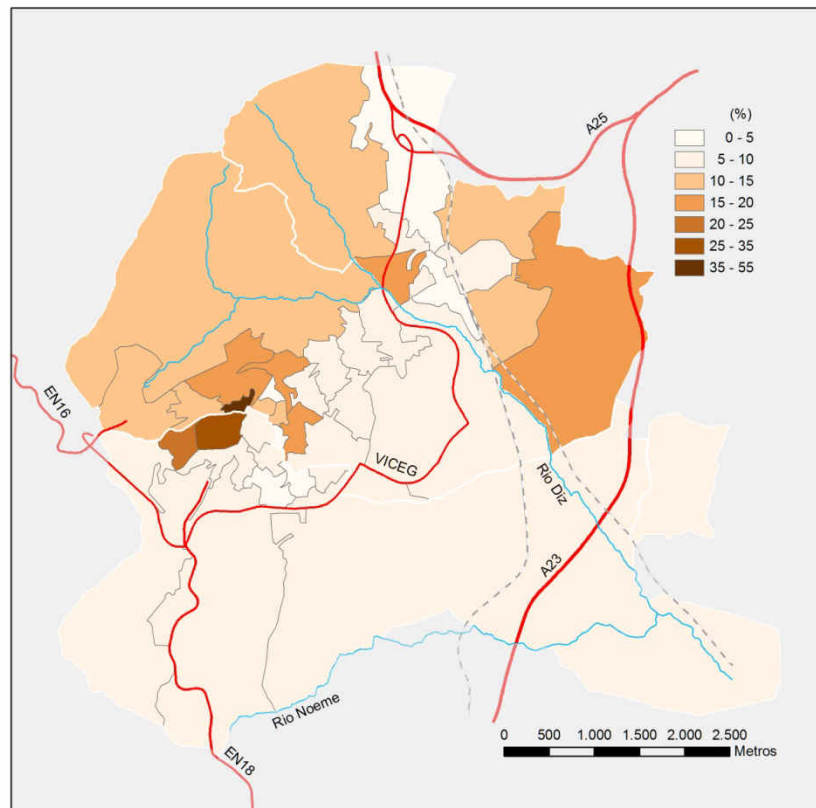 A25
(%)
0 - 5
5 - 10
10 - 15
15 - 20
20 - 25
25 - 35
35 - 55
EN16
VICEG
Rio Diz
A23
Rio Noeme
EN18
0 500 1.000 1.500 2.000 2.500
Metros